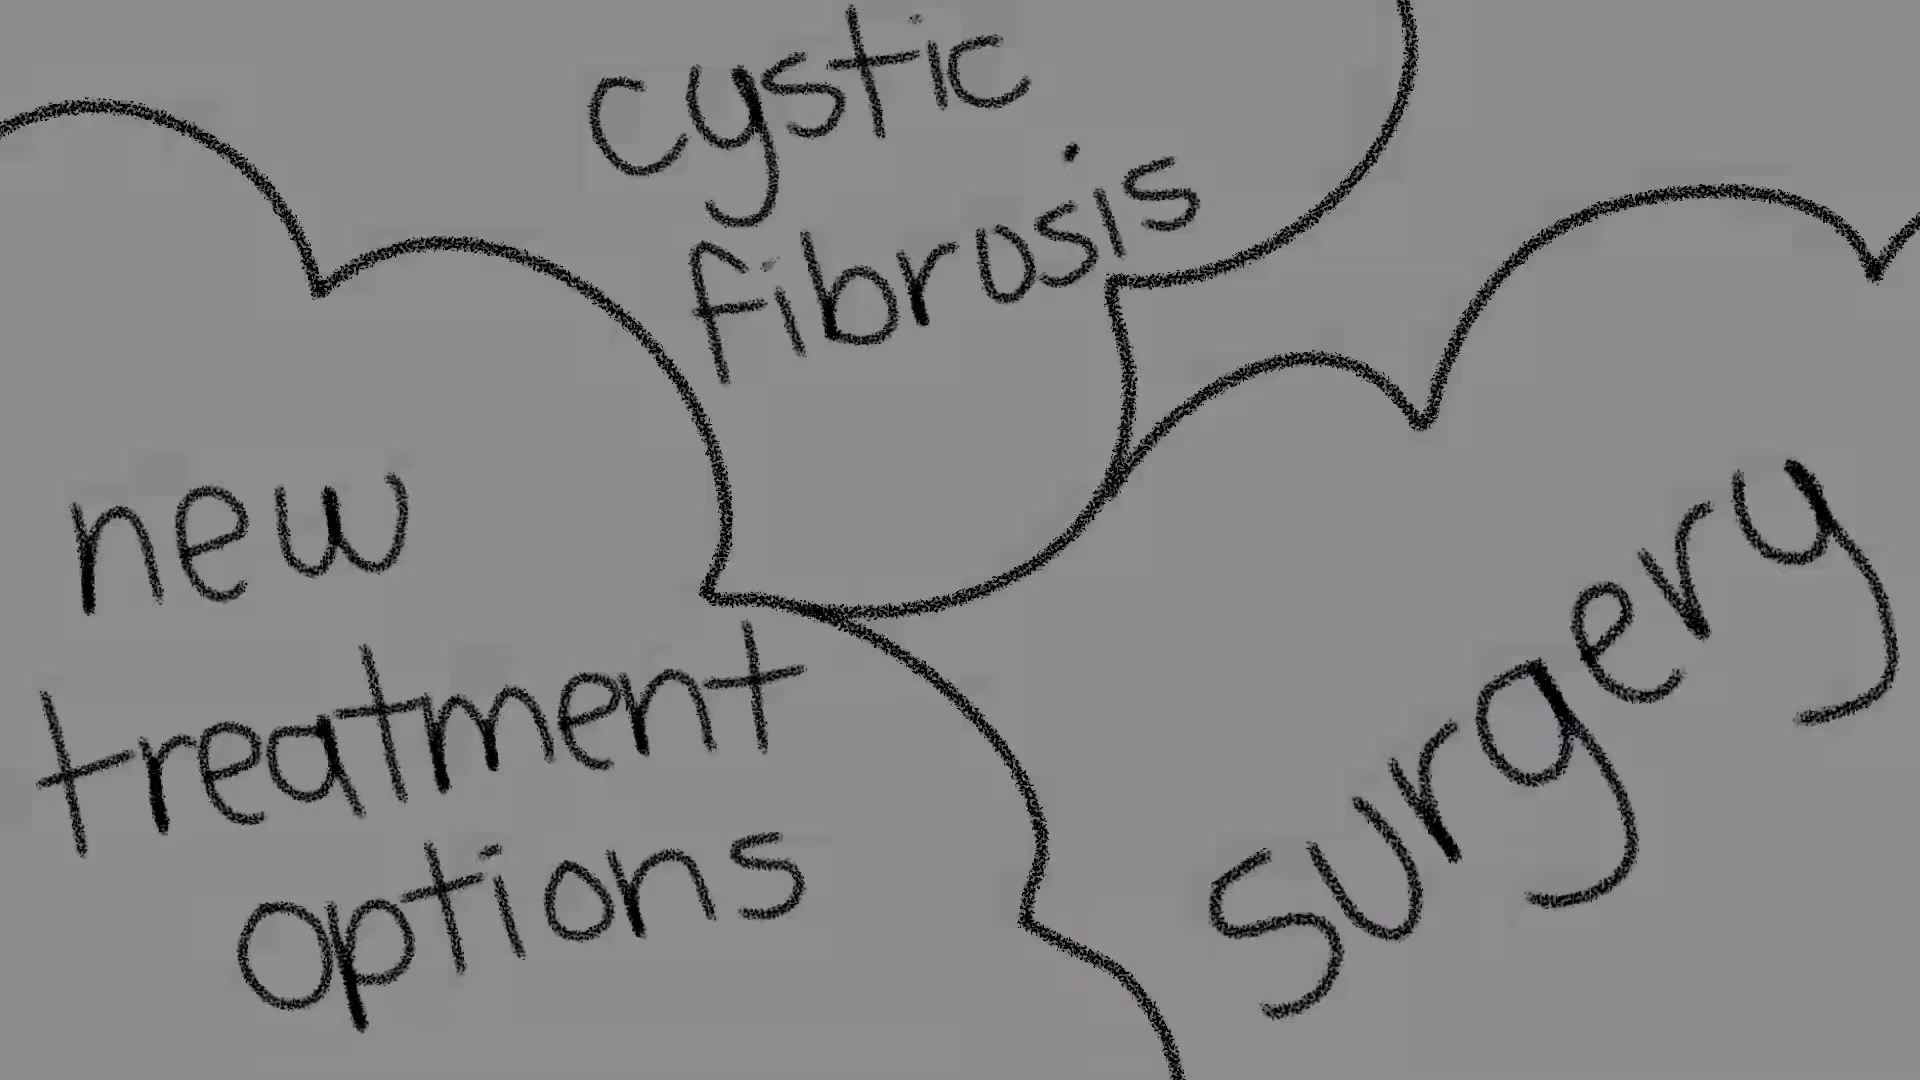 cystic
fibrosis
new
treatment
options
surgery